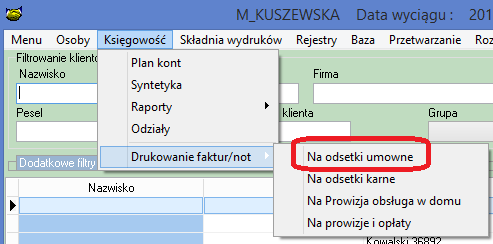 M_KUSZEWSKA Data wyciągu : 201
Menu Osoby Księgowość Składnia wydruków Rejestry Baza Przetwarzanie Roz
Filtrowanie kliento
Nazwisko
Firma
Pesel
klienta
Grupa
Dodatkowe filtry
Nazwisko
Plan kont
Syntetyka
Raporty
Odziały
Drukowanie faktur/not
Na odsetki umowne
Na odsetki karne
Na Prowizja obsługa w domu
Na prowizje i opłaty
Kowalski 36892